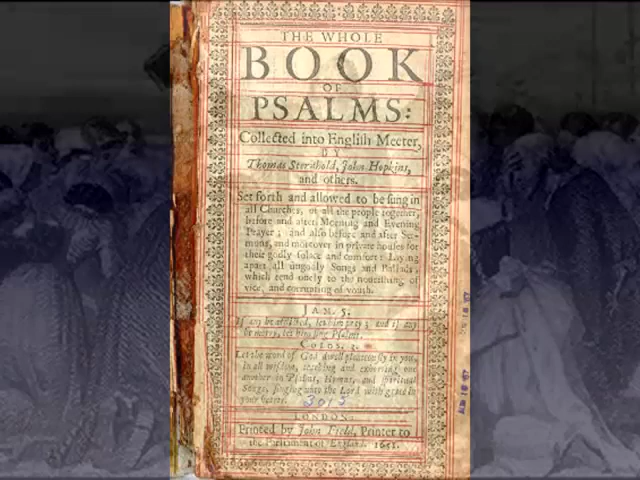 THE WHOLE
BOOK
OF
PSALMS:
Collected into English Meeter,
BY
Thomas Sternhold, John Hopkins,
and others.
Set forth and allowed to be sung in
all Churches, of all the people together,
before and after Morning and Evening
Prayer; and also before and after Ser-
mons, and moreover in private houses for
their godly solace and comfort: Laying
apart all ungodly Songs and Ballads,
which tend onely to the nourishing of
vice, and corrupting of youth.
JAM. 5.
If any be afflicted, let him pray; and if any
be merry, let him sing Psalms.
COLOS. 3.
Let the word of God dwell plenteously in you,
in all wisdom, teaching and exhorting one
another in Psalms, Hymns, and spiritual
Songs, singing unto the Lord with grace in
your hearts.
3013
LONDON:
Printed by John Field, Printer to
the Parliament of England.